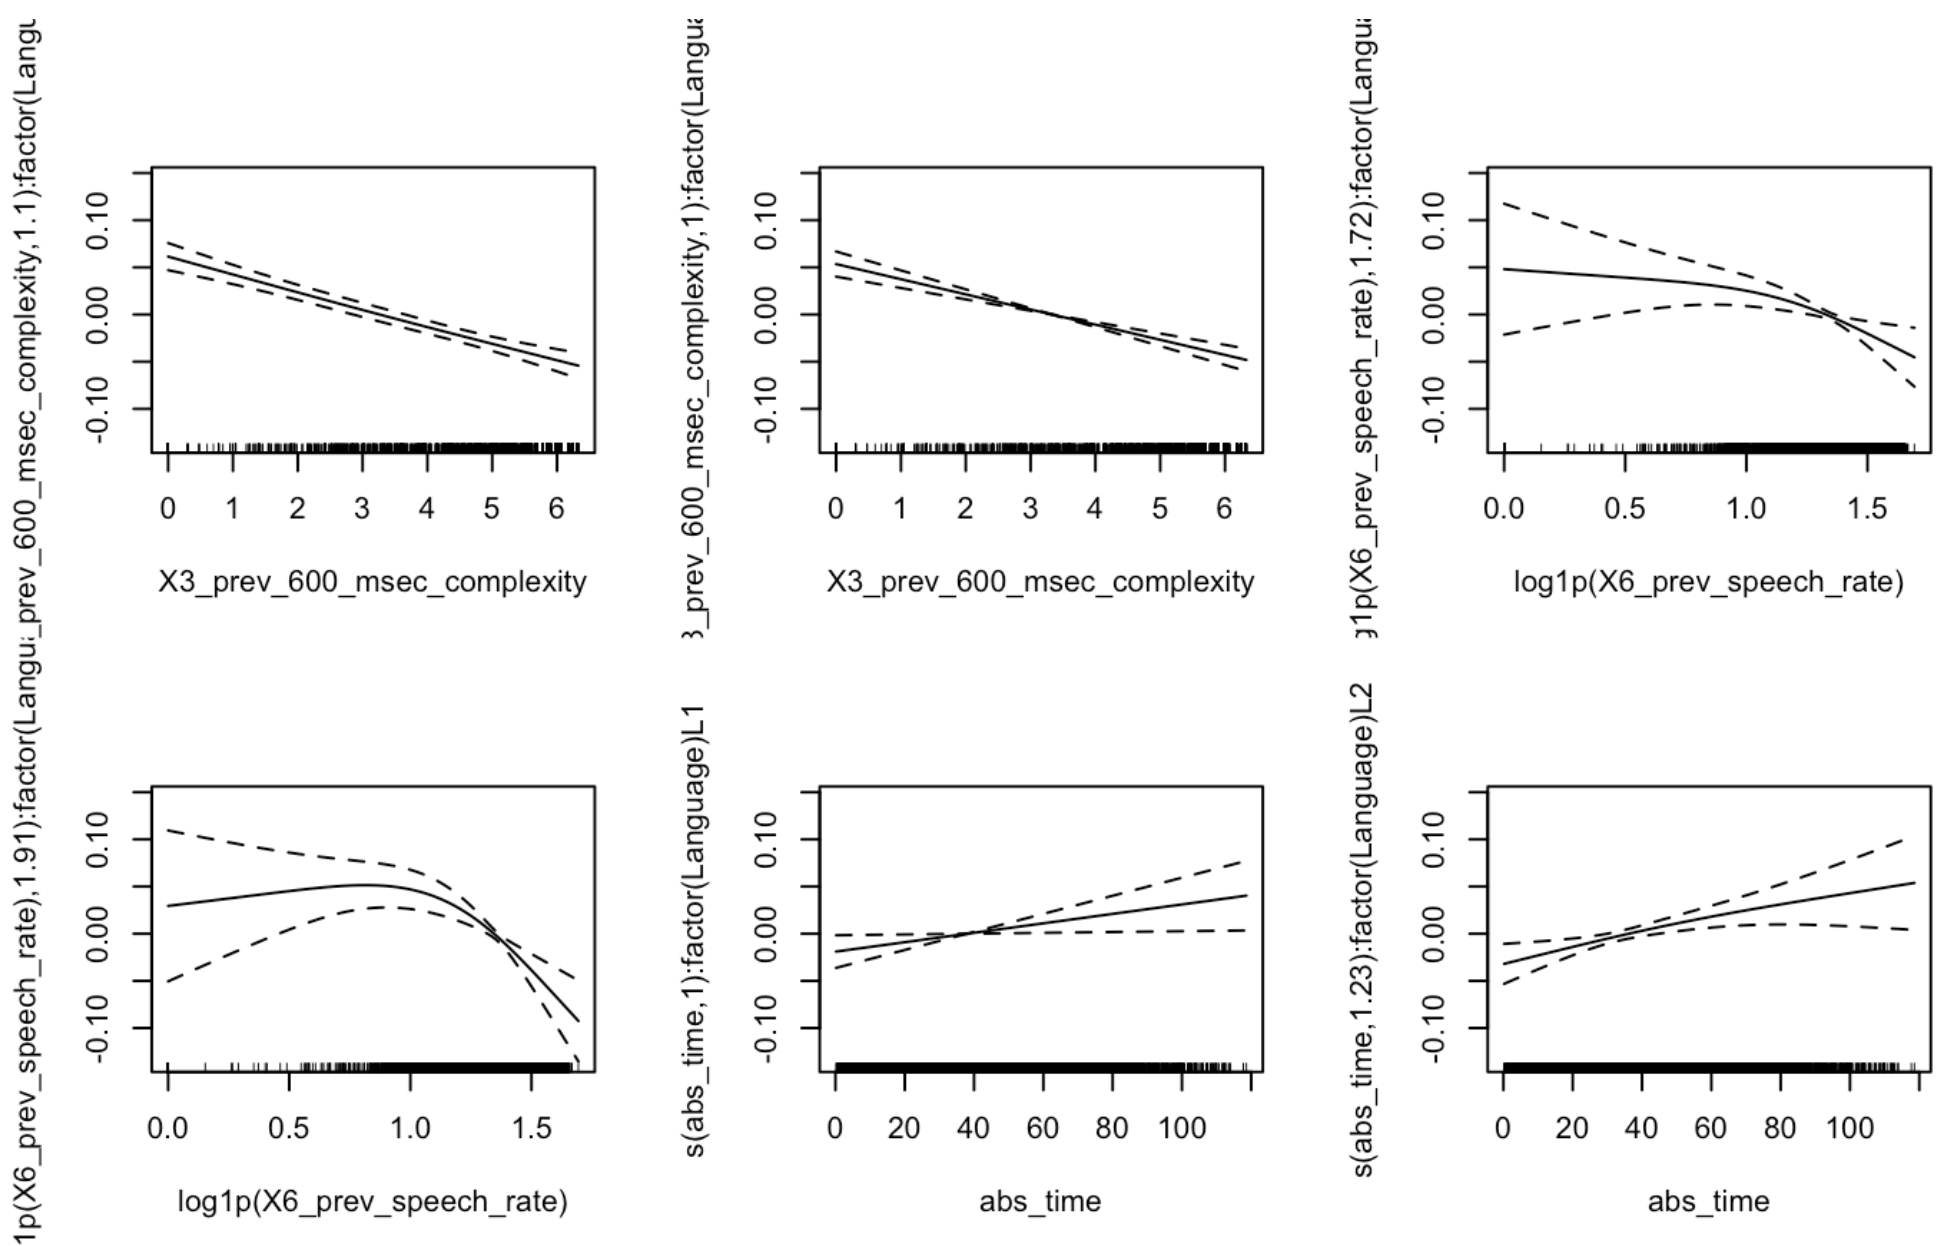 _prev_600_msec_complexity,1.1):factor(Langu
0.10
0.00
-0.10
0 1 2 3 4 5 6
X3_prev_600_msec_complexity
3_prev_600_msec_complexity,1):factor(Langua
0.10
0.00
-0.10
0 1 2 3 4 5 6
X3_prev_600_msec_complexity
g1p(X6_prev_speech_rate),1.72):factor(Langu
0.10
0.00
-0.10
0.0 0.5 1.0 1.5
log1p(X6_prev_speech_rate)
1p(X6_prev_speech_rate),1.91):factor(Langu
0.10
0.00
-0.10
0.0 0.5 1.0 1.5
log1p(X6_prev_speech_rate)
s(abs_time,1):factor(Language)L1
0.10
0.00
-0.10
0 20 40 60 80 100
abs_time
s(abs_time,1.23):factor(Language)L2
0.10
0.00
-0.10
0 20 40 60 80 100
abs_time